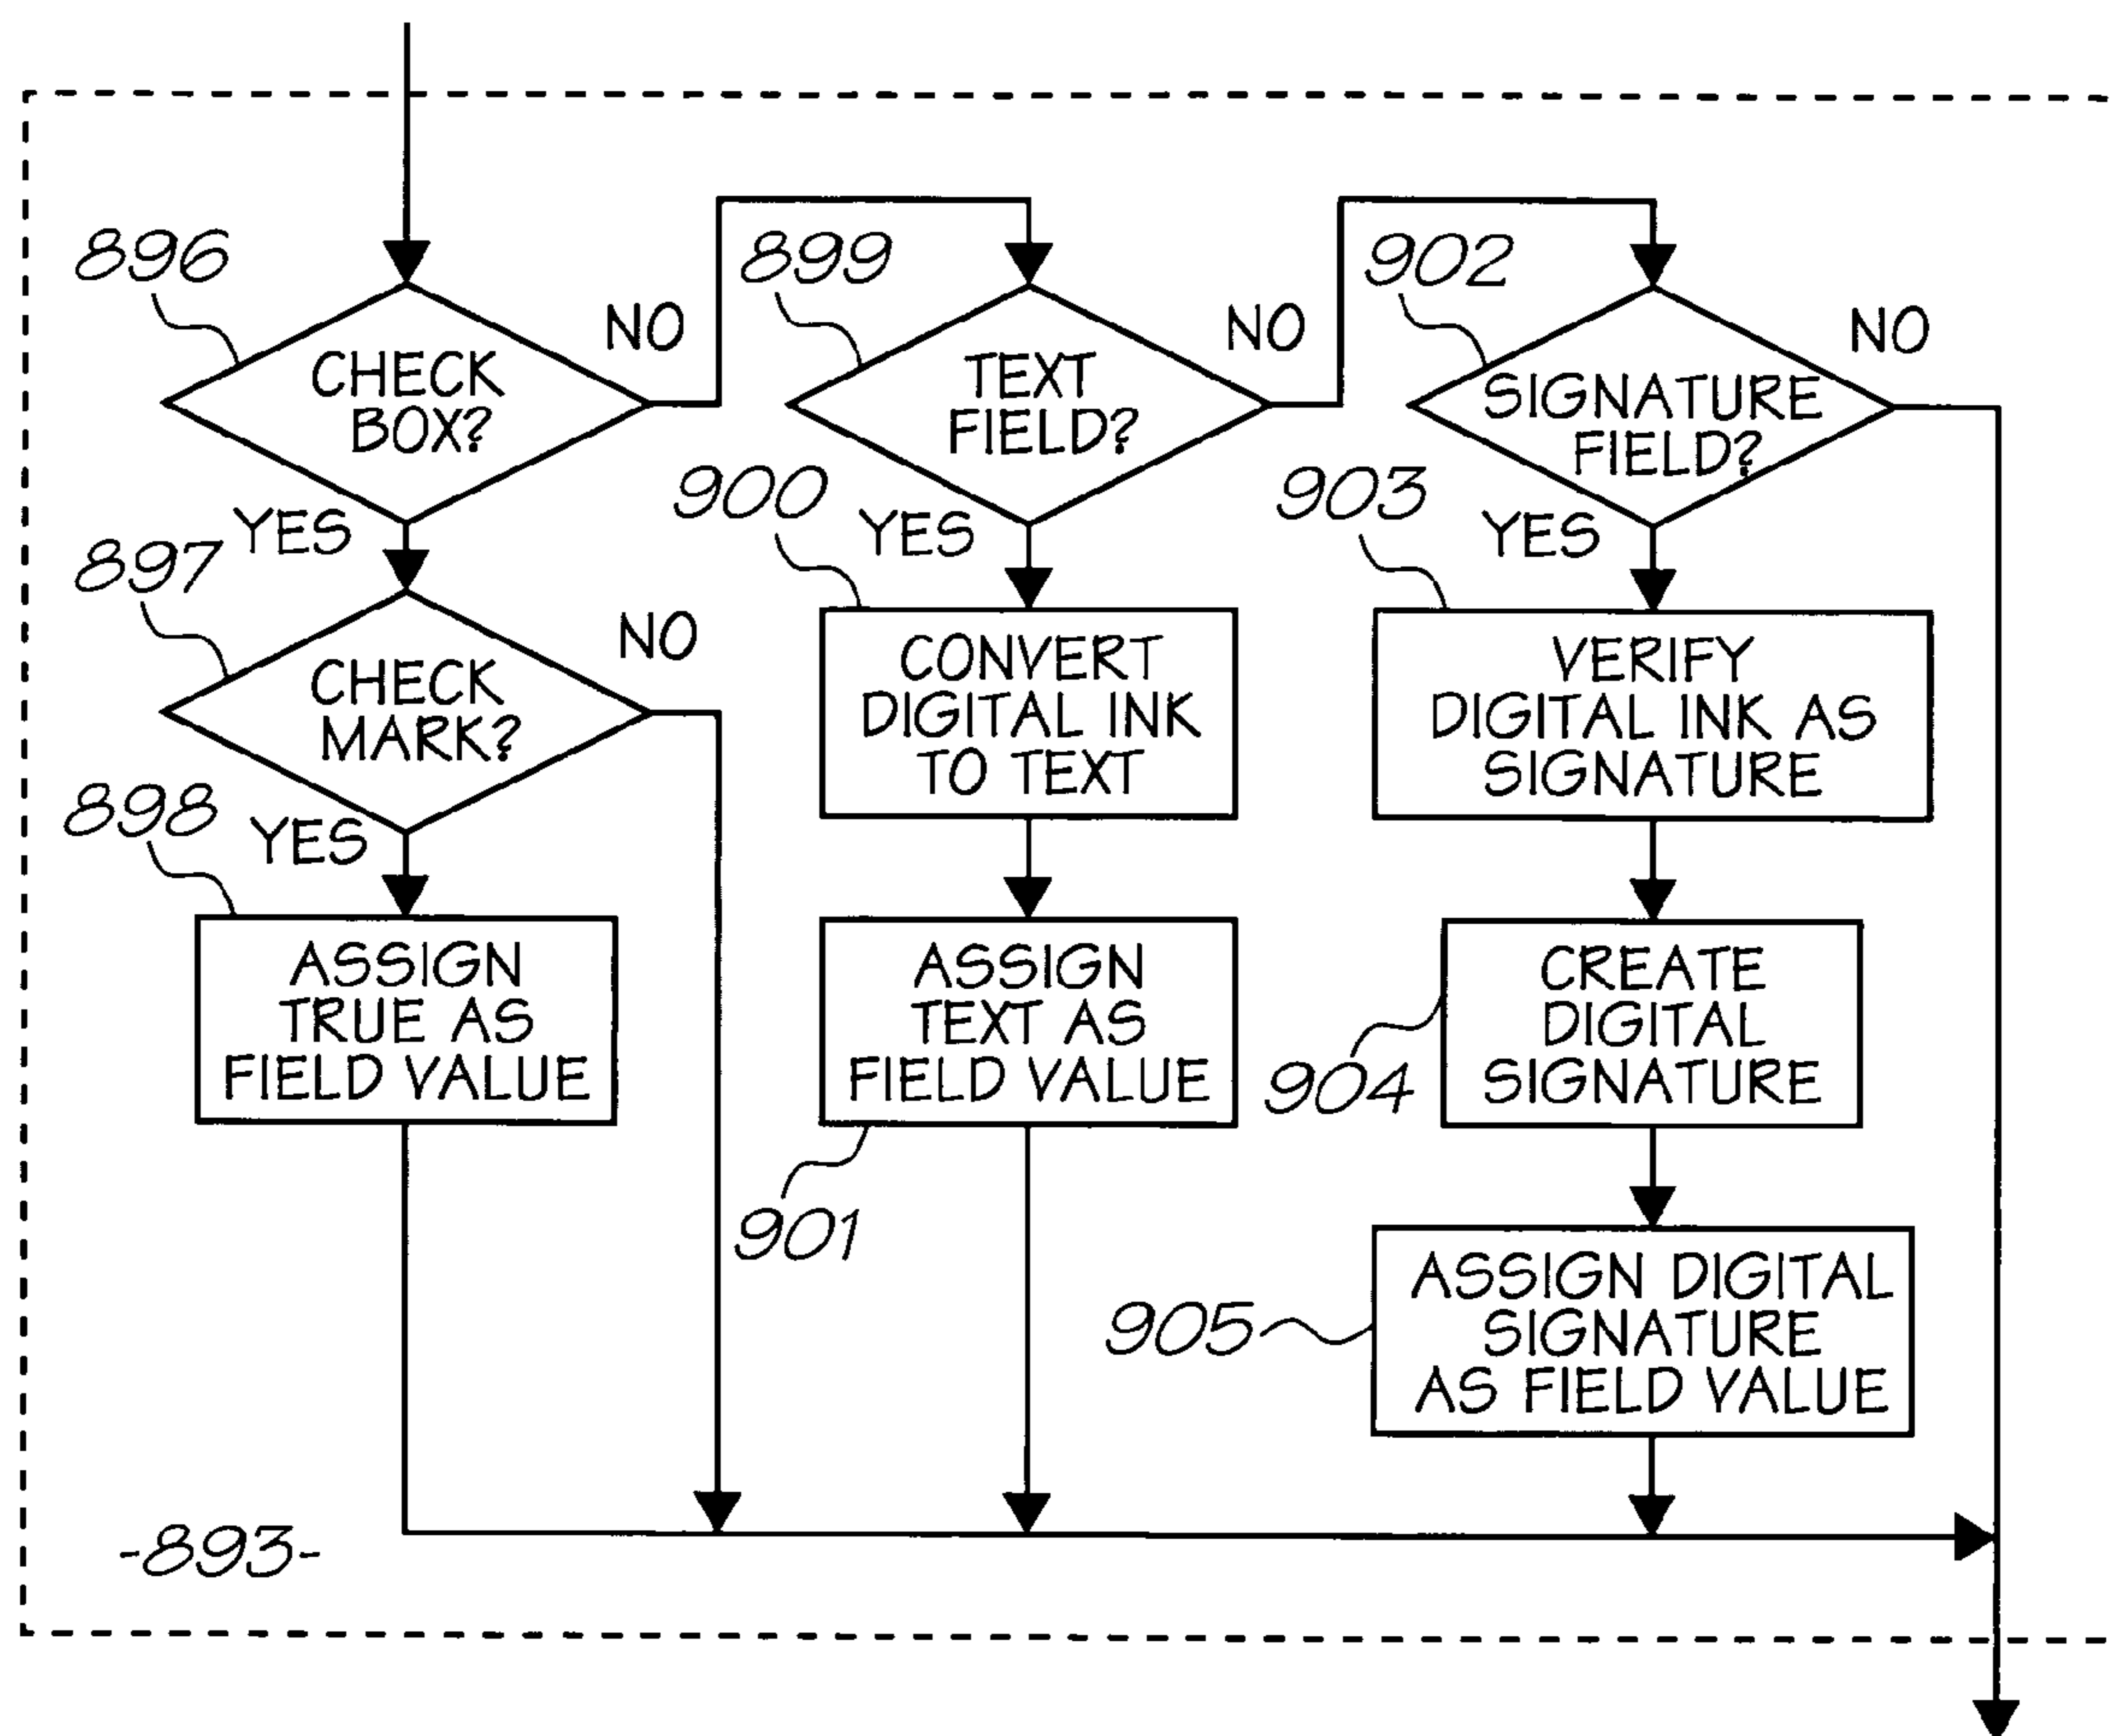 896
CHECK
BOX?
NO
YES
897
CHECK
MARK?
NO
YES
898
ASSIGN
TRUE AS
FIELD VALUE
899
TEXT
FIELD?
NO
YES
900
CONVERT
DIGITAL INK
TO TEXT
ASSIGN
TEXT AS
FIELD VALUE
901
902
SIGNATURE
FIELD?
NO
YES
903
VERIFY
DIGITAL INK AS
SIGNATURE
CREATE
DIGITAL
SIGNATURE
904
ASSIGN DIGITAL
SIGNATURE
AS FIELD VALUE
905
-893-